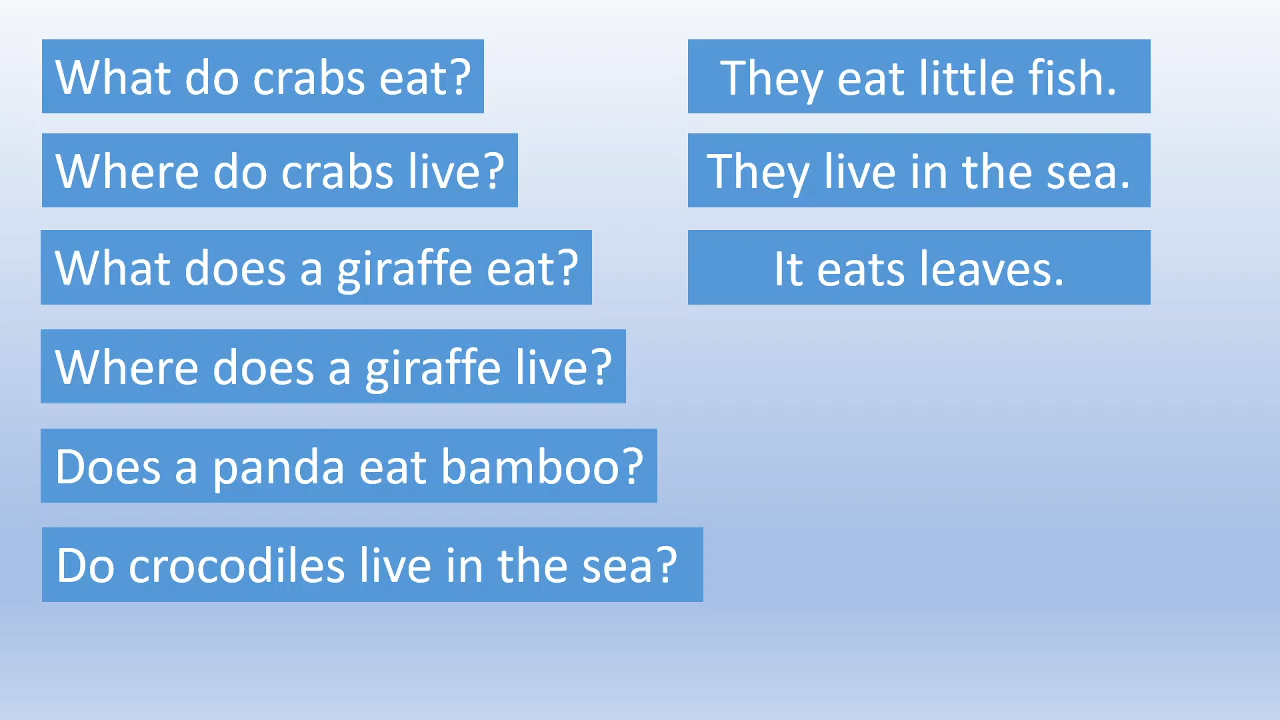 What do crabs eat?
They eat little fish.
Where do crabs live?
They live in the sea.
What does a giraffe eat?
It eats leaves.
Where does a giraffe live?
Does a panda eat bamboo?
Do crocodiles live in the sea?